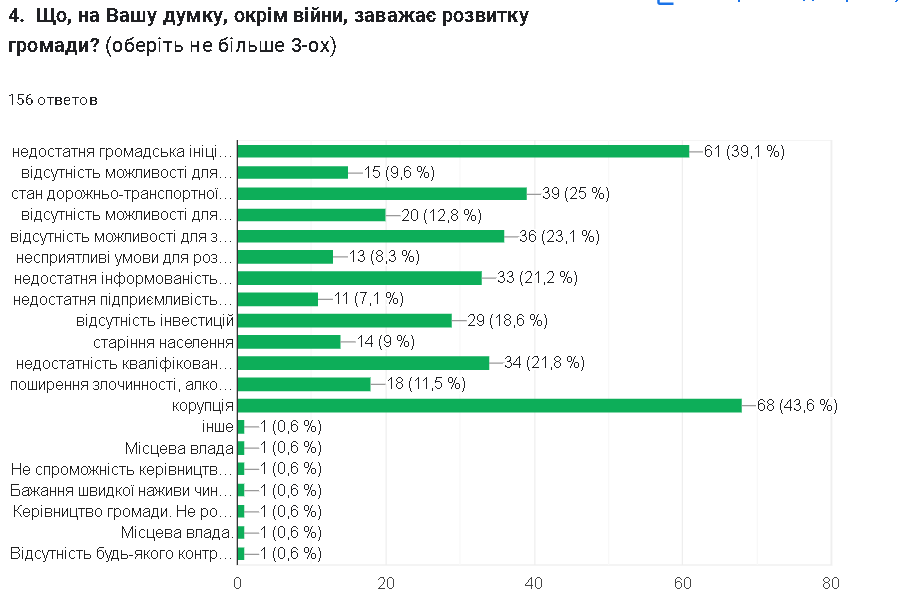 4. Що, на Вашу думку, окрім війни, заважає розвитку
громади? (оберіть не більше 3-ох)
156 ответов
недостатня громадська ініці... 61 (39,1 %)
відсутність можливості для... 15 (9,6 %)
стан дорожньо-транспортної... 39 (25 %)
відсутність можливості для... 20 (12,8 %)
відсутність можливості для з... 36 (23,1 %)
несприятливі умови для роз... 13 (8,3 %)
недостатня інформованість... 33 (21,2 %)
недостатня підприємливість... 11 (7,1 %)
відсутність інвестицій 29 (18,6 %)
старіння населення 14 (9 %)
недостатність кваліфікован... 34 (21,8 %)
поширення злочинності, алко... 18 (11,5 %)
корупція 68 (43,6 %)
інше 1 (0,6 %)
Місцева влада 1 (0,6 %)
Не спроможність керівництв... 1 (0,6 %)
Бажання швидкої наживи чин... 1 (0,6 %)
Керівництво громади. Не ро... 1 (0,6 %)
Місцева влада. 1 (0,6 %)
Відсутність будь-якого контр... 1 (0,6 %)
0 20 40 60 80